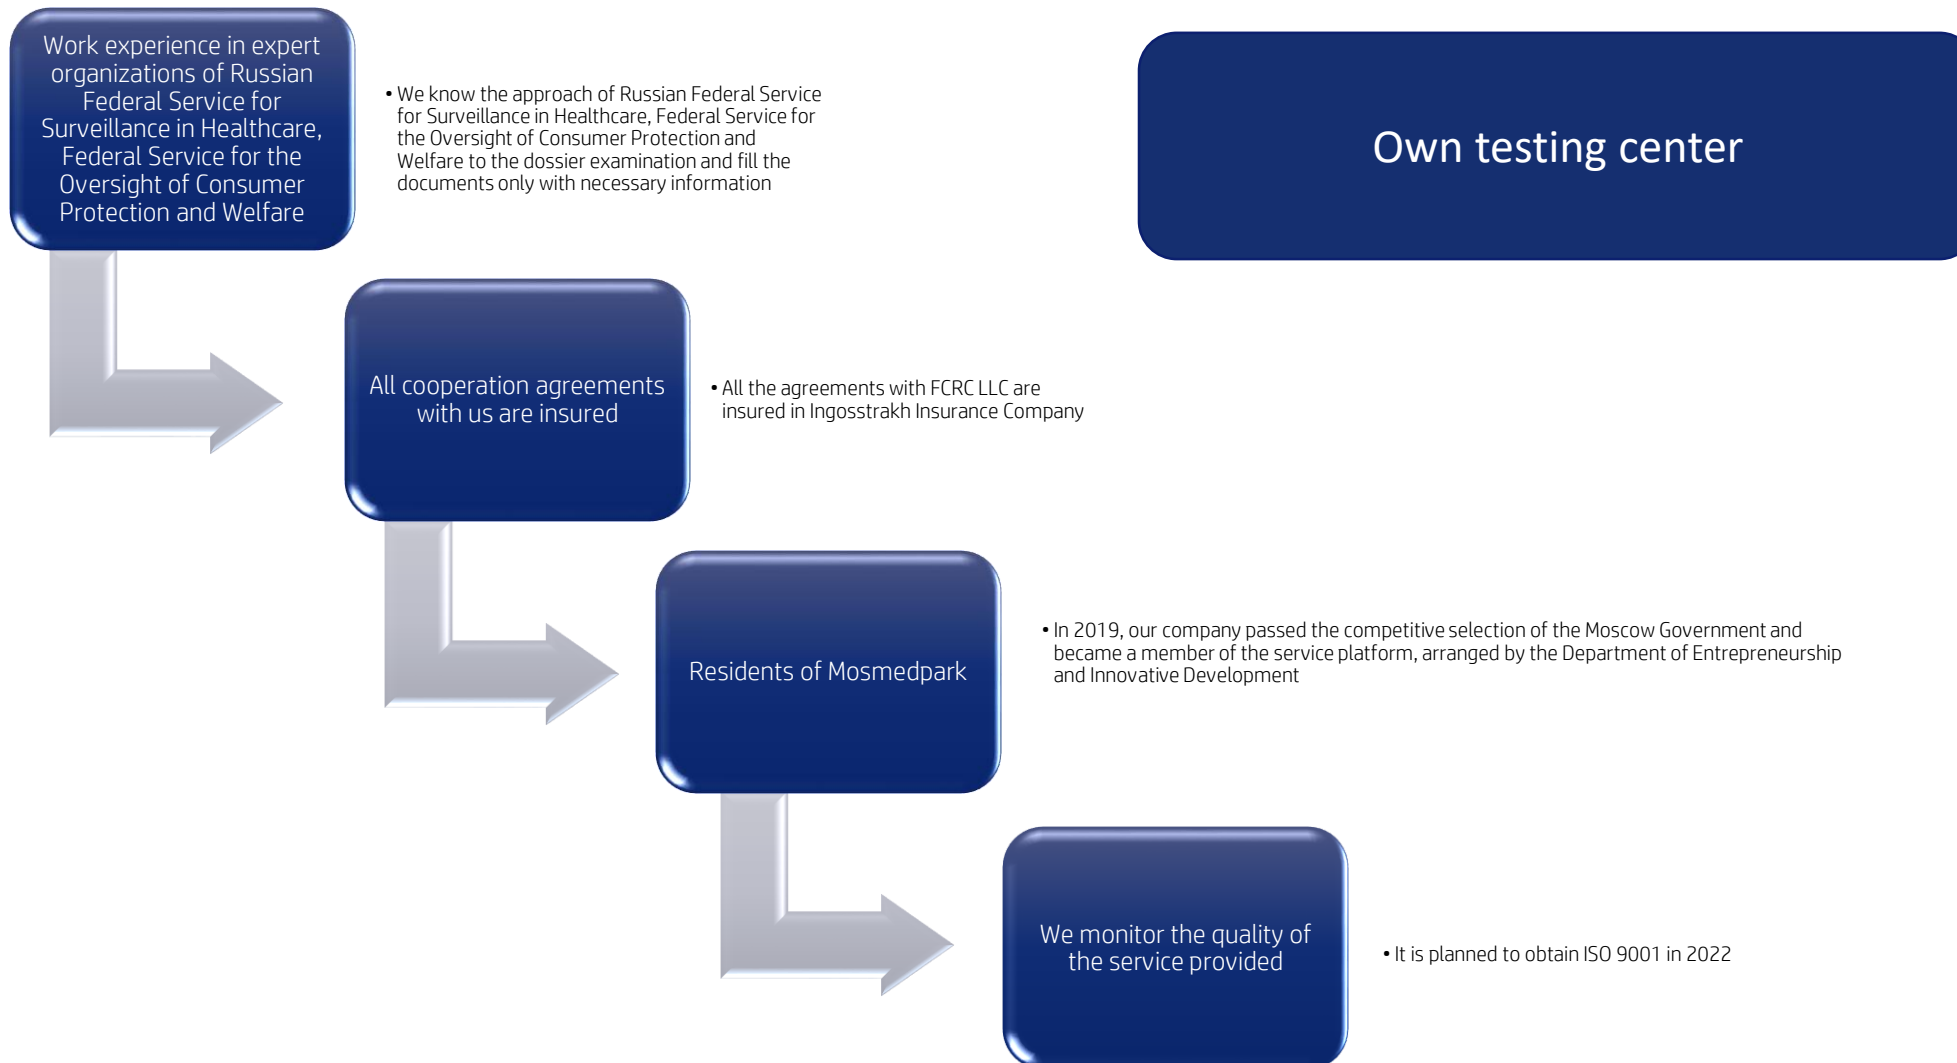 Work experience in expert
organizations of Russian
Federal Service for
Surveillance in Healthcare,
Federal Service for the
Oversight of Consumer
Protection and Welfare
• We know the approach of Russian Federal Service
for Surveillance in Healthcare, Federal Service for
the Oversight of Consumer Protection and
Welfare to the dossier examination and fill the
documents only with necessary information
Own testing center
All cooperation agreements
with us are insured
• All the agreements with FCRC LLC are
insured in Ingosstrakh Insurance Company
Residents of Mosmedpark
• In 2019, our company passed the competitive selection of the Moscow Government and
became a member of the service platform, arranged by the Department of Entrepreneurship
and Innovative Development
We monitor the quality of
the service provided
• It is planned to obtain ISO 9001 in 2022